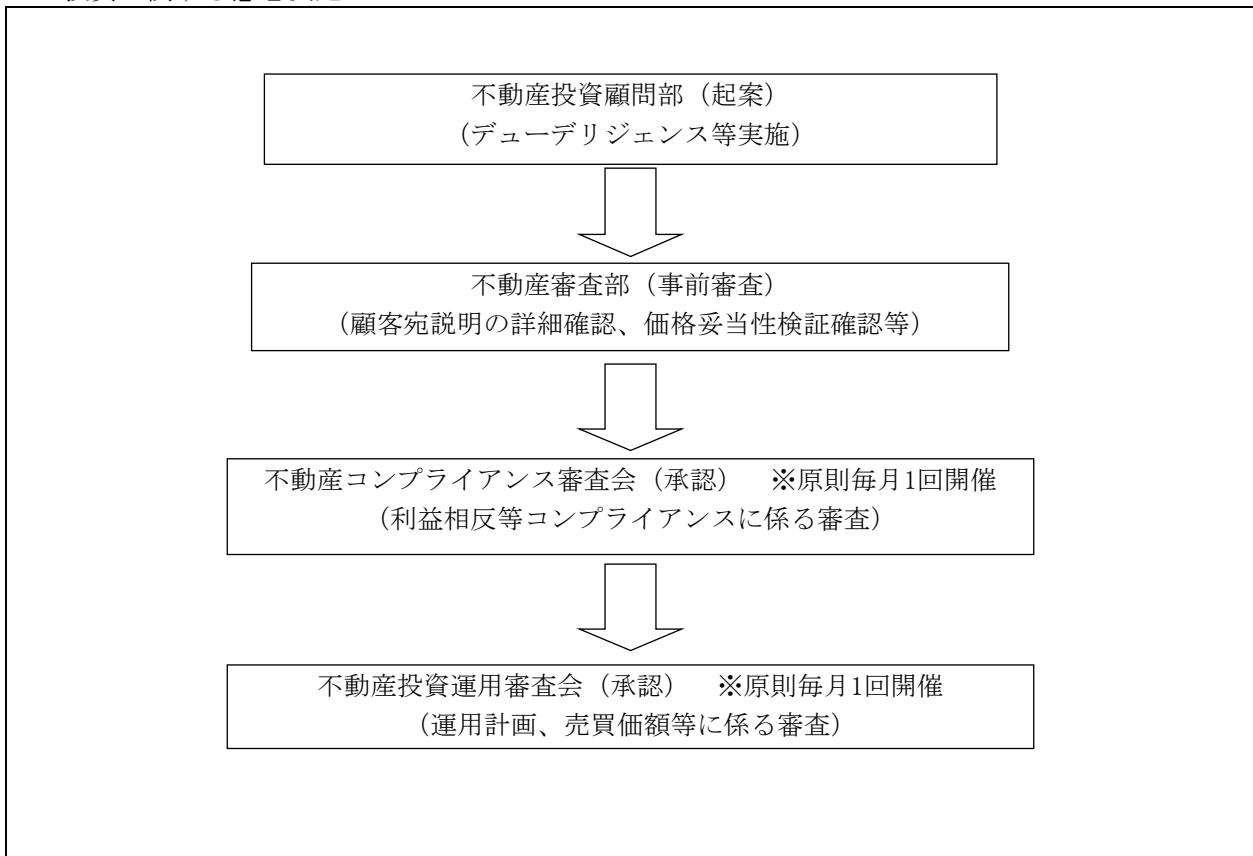 不動産投資顧問部（起案）
（デューデリジェンス等実施）
不動産審査部（事前審査）
（顧客宛説明の詳細確認、価格妥当性検証確認等）
不動産コンプライアンス審査会（承認）　※原則毎月1回開催
（利益相反等コンプライアンスに係る審査）
不動産投資運用審査会（承認）　※原則毎月1回開催
（運用計画、売買価額等に係る審査）